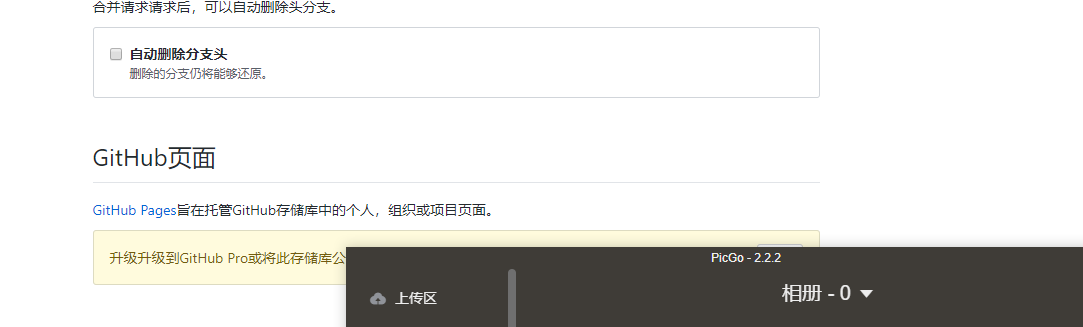 合并请求请求后，可以自动删除头分支。
自动删除分支头
删除的分支仍将能够还原。
GitHub页面
GitHub Pages旨在托管GitHub存储库中的个人，组织或项目页面。
升级升级到GitHub Pro或将此存储库公
PicGo - 2.2.2
上传区
相册 - 0